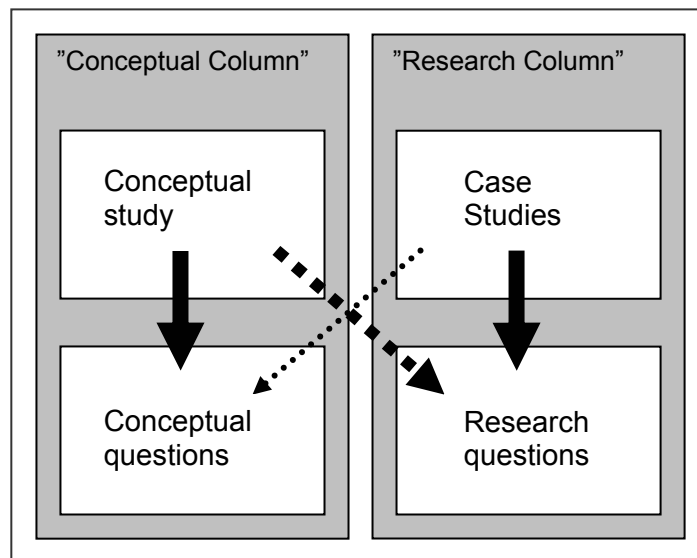 ”Conceptual Column”
”Research Column”
Conceptual
study
Case
Studies
Conceptual
questions
Research
questions